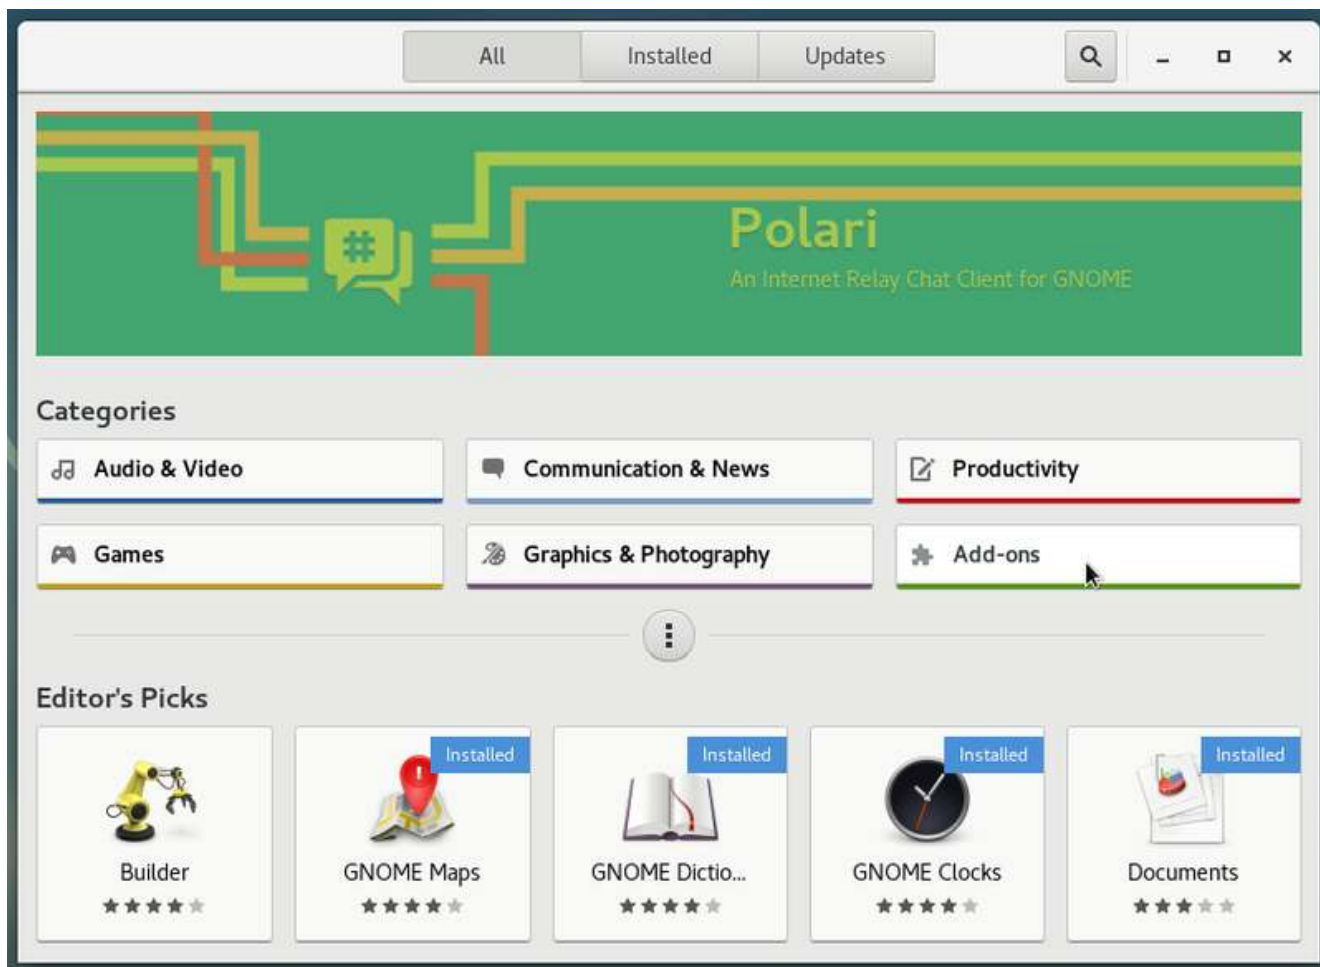 All Installed Updates
#
Polari
An Internet Relay Chat Client for GNOME
Categories
Audio & Video Communication & News Productivity
Games Graphics & Photography Add-ons
Editor's Picks
Installed Installed Installed Installed
Builder GNOME Maps GNOME Dictio... GNOME Clocks Documents